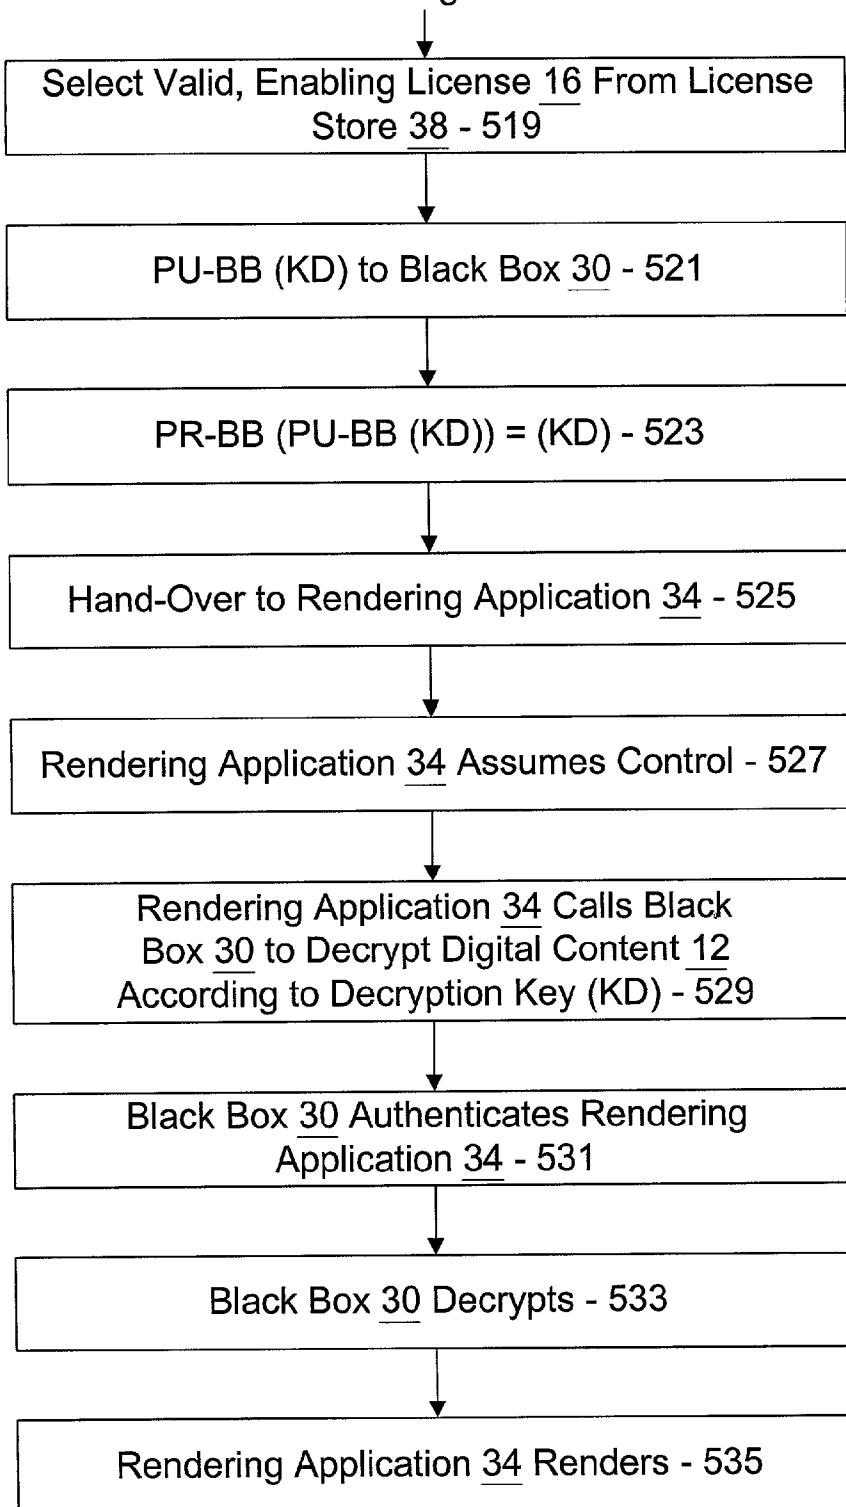 Select Valid, Enabling License 16 From License
Store 38 - 519
PU-BB (KD) to Black Box 30 - 521
PR-BB (PU-BB (KD)) = (KD) - 523
Hand-Over to Rendering Application 34 - 525
Rendering Application 34 Assumes Control - 527
Rendering Application 34 Calls Black
Box 30 to Decrypt Digital Content 12
According to Decryption Key (KD) - 529
Black Box 30 Authenticates Rendering
Application 34 - 531
Black Box 30 Decrypts - 533
Rendering Application 34 Renders - 535